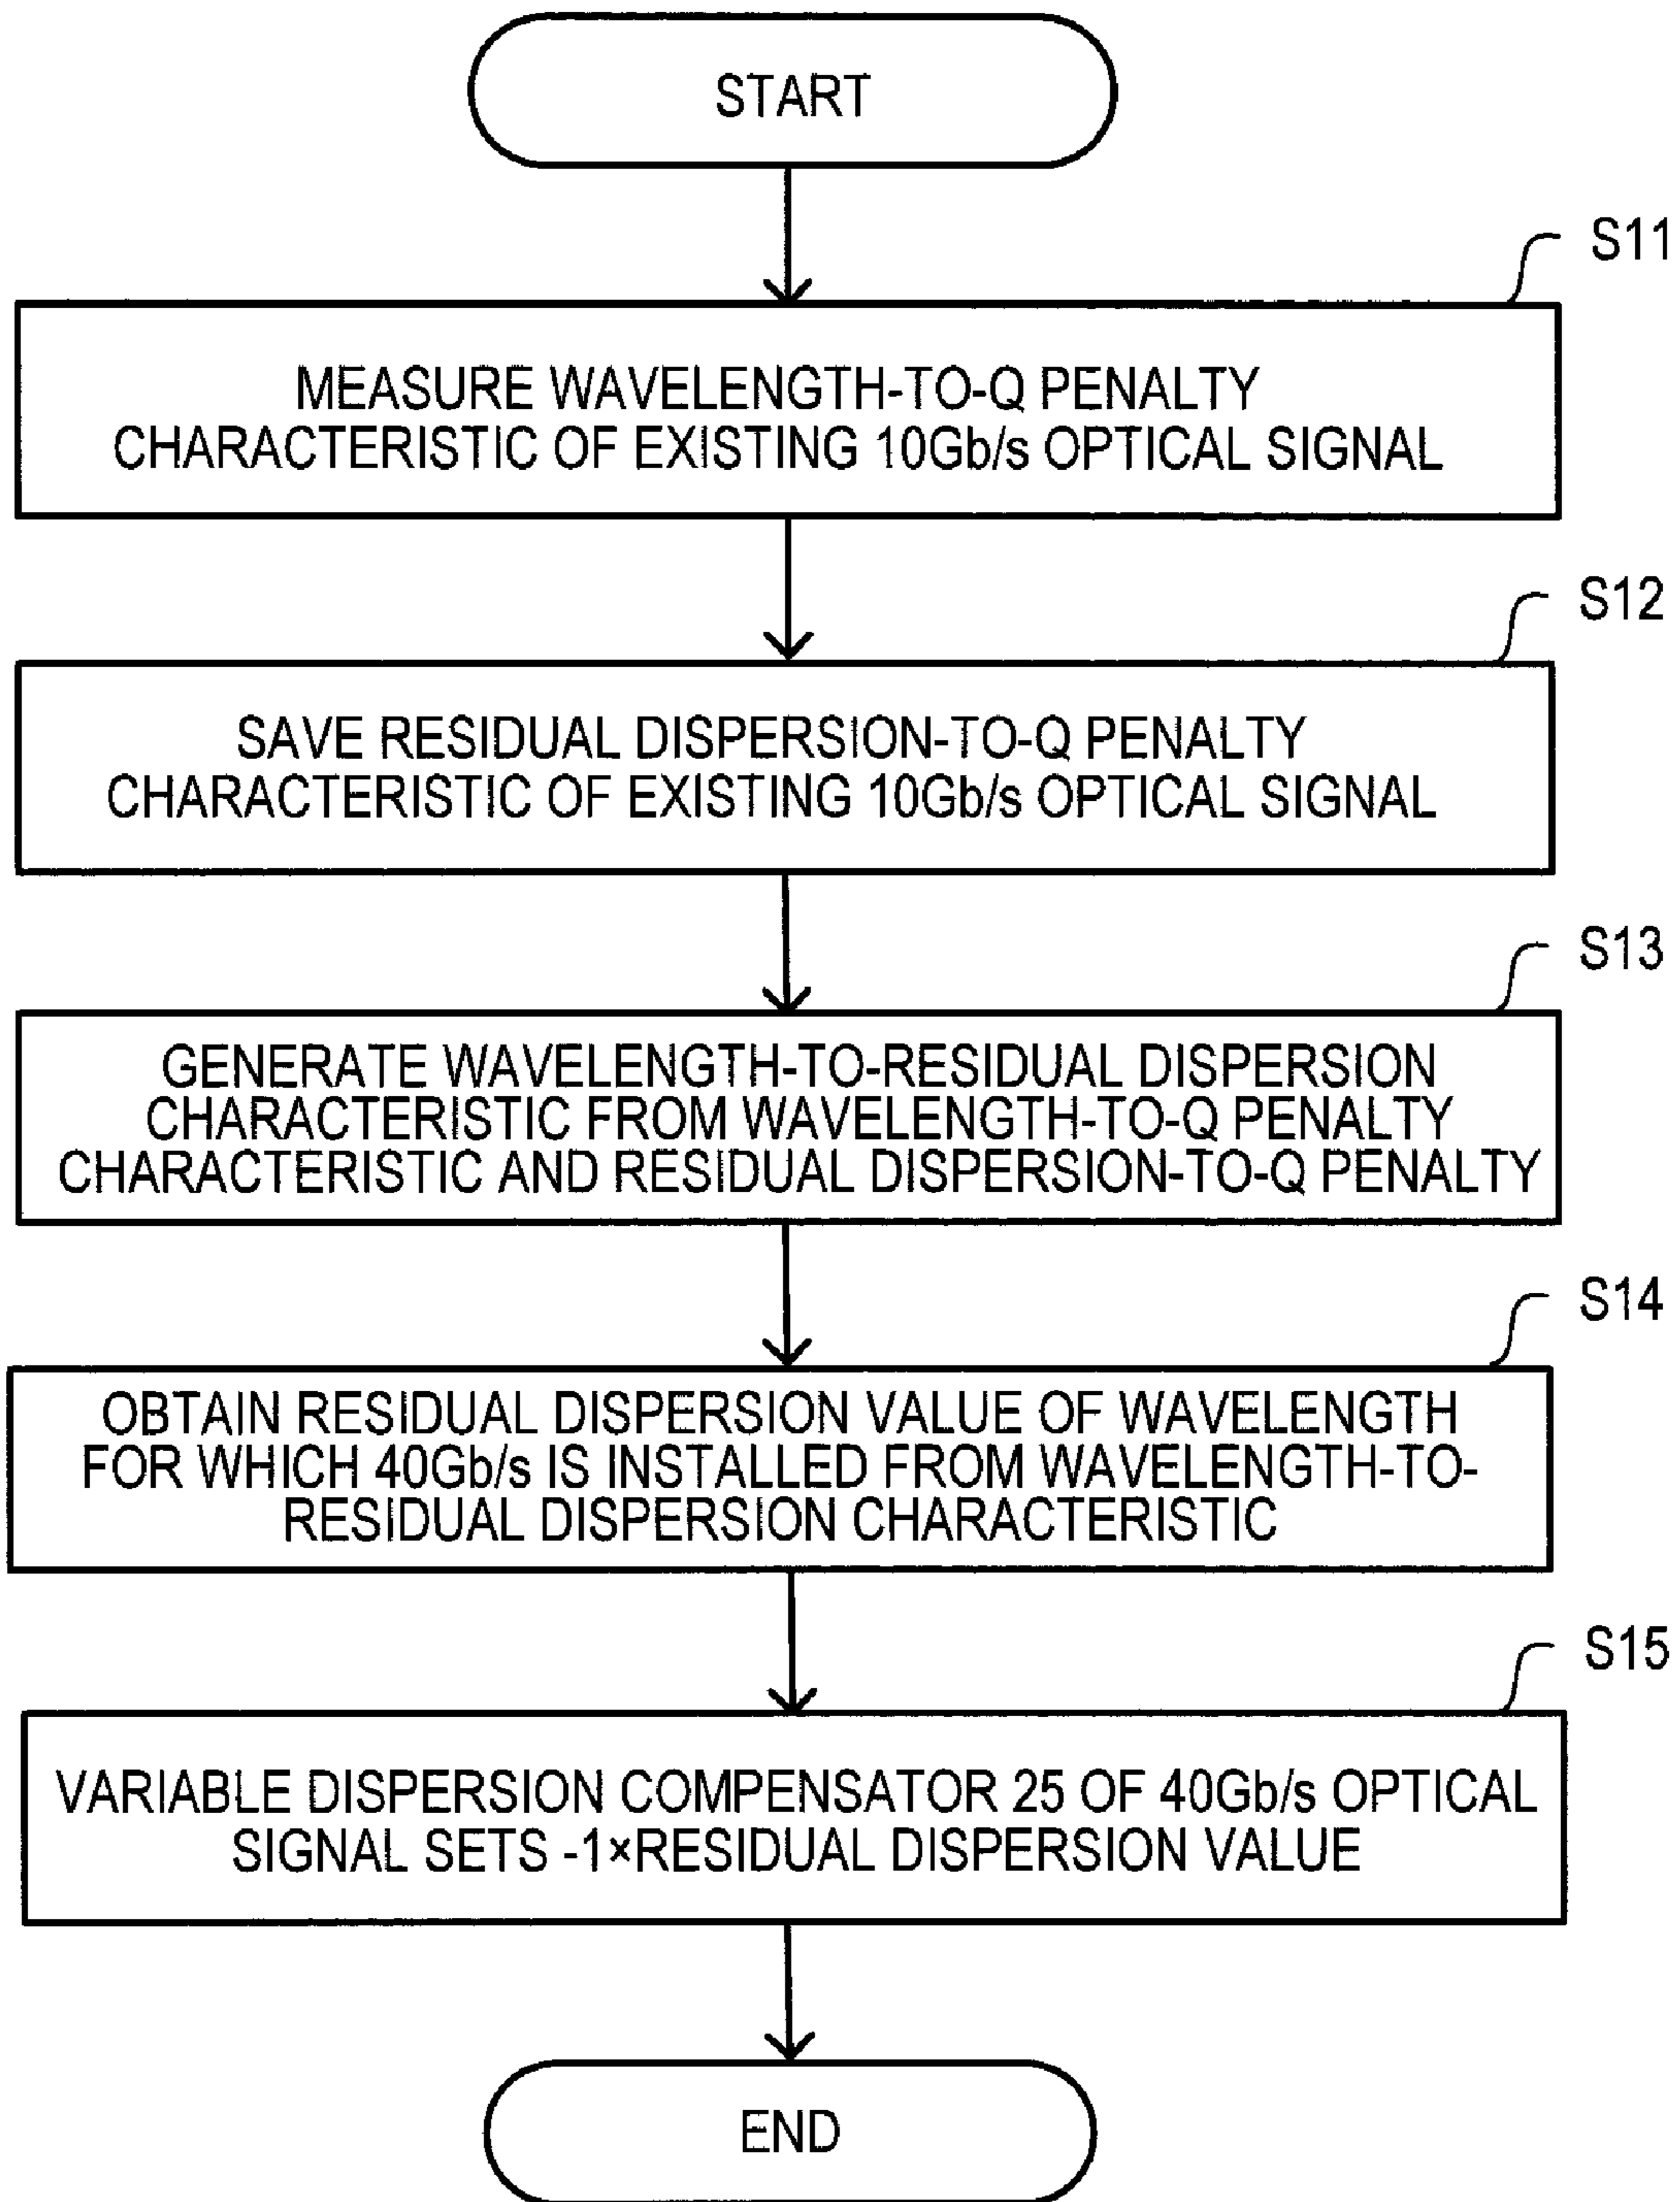 START
S11
MEASURE WAVELENGTH-TO-Q PENALTY
CHARACTERISTIC OF EXISTING 10Gb/s OPTICAL SIGNAL
S12
SAVE RESIDUAL DISPERSION-TO-Q PENALTY
CHARACTERISTIC OF EXISTING 10Gb/s OPTICAL SIGNAL
S13
GENERATE WAVELENGTH-TO-RESIDUAL DISPERSION
CHARACTERISTIC FROM WAVELENGTH-TO-Q PENALTY
CHARACTERISTIC AND RESIDUAL DISPERSION-TO-Q PENALTY
S14
OBTAIN RESIDUAL DISPERSION VALUE OF WAVELENGTH
FOR WHICH 40Gb/s IS INSTALLED FROM WAVELENGTH-TO-
RESIDUAL DISPERSION CHARACTERISTIC
S15
VARIABLE DISPERSION COMPENSATOR 25 OF 40Gb/s OPTICAL
SIGNAL SETS -1×RESIDUAL DISPERSION VALUE
END